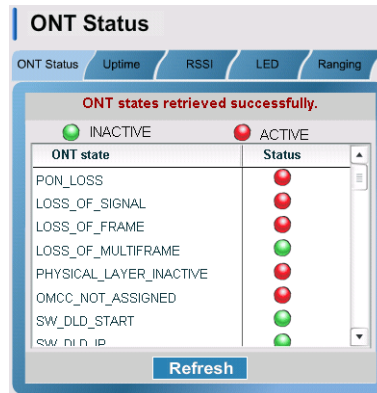 ONT Status
ONT Status Uptime RSSI LED Ranging
ONT states retrieved successfully.
INACTIVE ACTIVE
ONT state Status
PON_LOSS
LOSS_OF_SIGNAL
LOSS_OF_FRAME
LOSS_OF_MULTIFRAME
PHYSICAL_LAYER_INACTIVE
OMCC_NOT_ASSIGNED
SW_DLD_START
SW_DLD_IP
Refresh